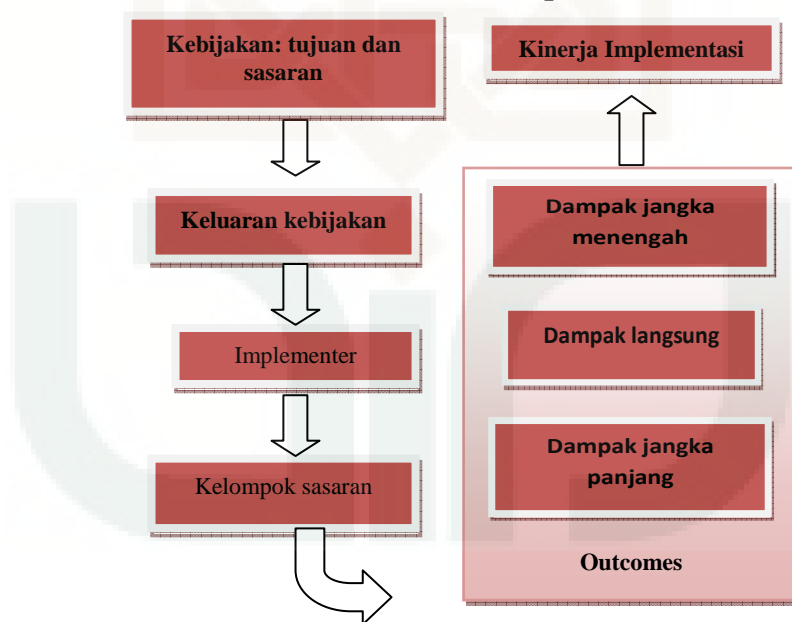 Kebijakan: tujuan dan
sasaran
Keluaran kebijakan
Implementer
Kelompok sasaran
Kinerja Implementasi
Dampak jangka
menengah
Dampak langsung
Dampak jangka
panjang
Outcomes